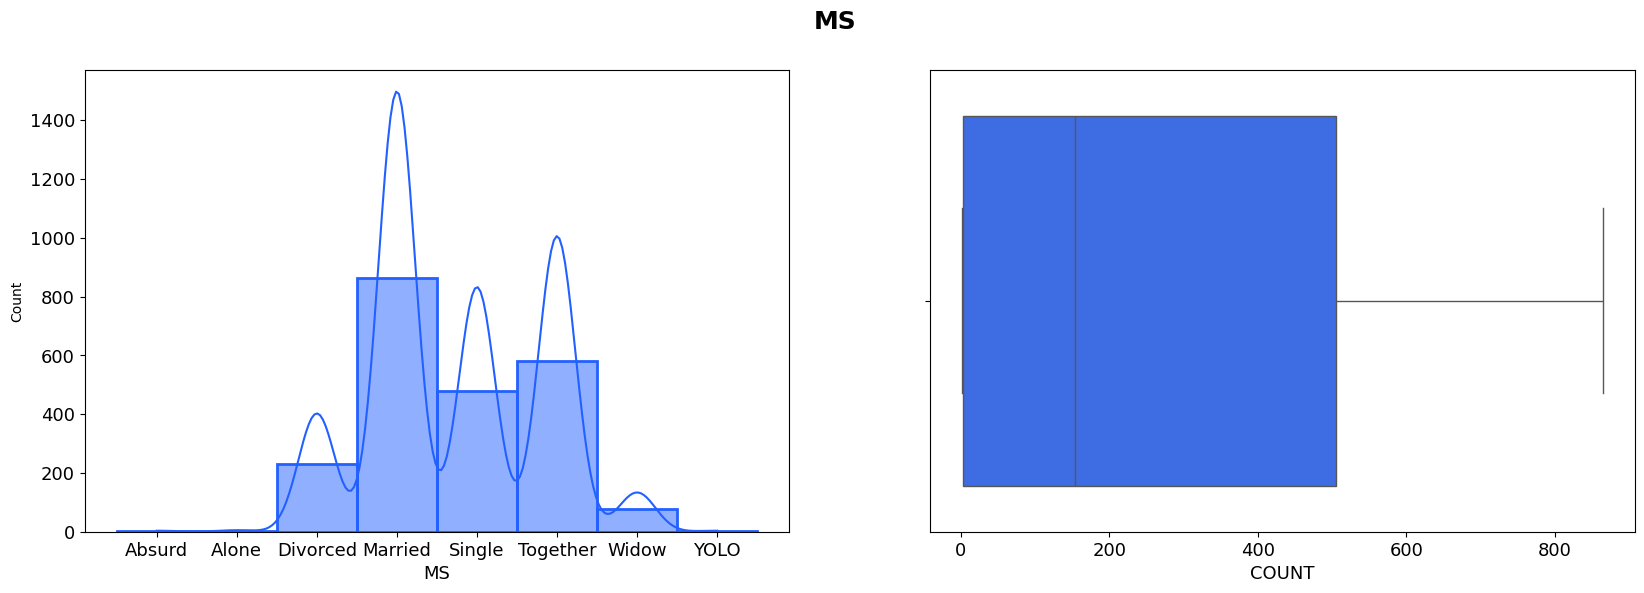 MS
1400
1200
1000
800
600
400
200
0
Count
Absurd Alone Divorced Married Single Together Widow YOLO
MS
0 200 400 600 800
COUNT